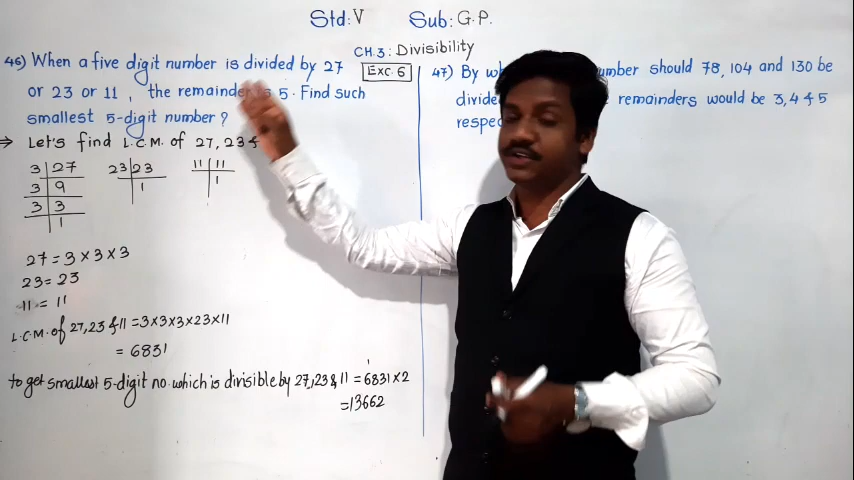 Std: V Sub: G.P.
CH.3: Divisibility
Exc. 5
46) When a five digit number is divided by 27
or 23 or 11, the remainder is 5. Find such
smallest 5-digit number?
⇒ Let's find L.C.M. of 27, 23 &
3 | 27
3 | 9
3 | 3
1
23 | 23
1
11 | 11
1
27 = 3 × 3 × 3
23 = 23
11 = 11
L.C.M. of 27, 23 & 11 = 3×3×3×23×11
= 6831
to get smallest 5-digit no. which is divisible by 27, 23 & 11 = 6831 × 2
= 13662
47) By umber should 78, 104 and 130 be
divide remainders would be 3, 4 & 5
respec